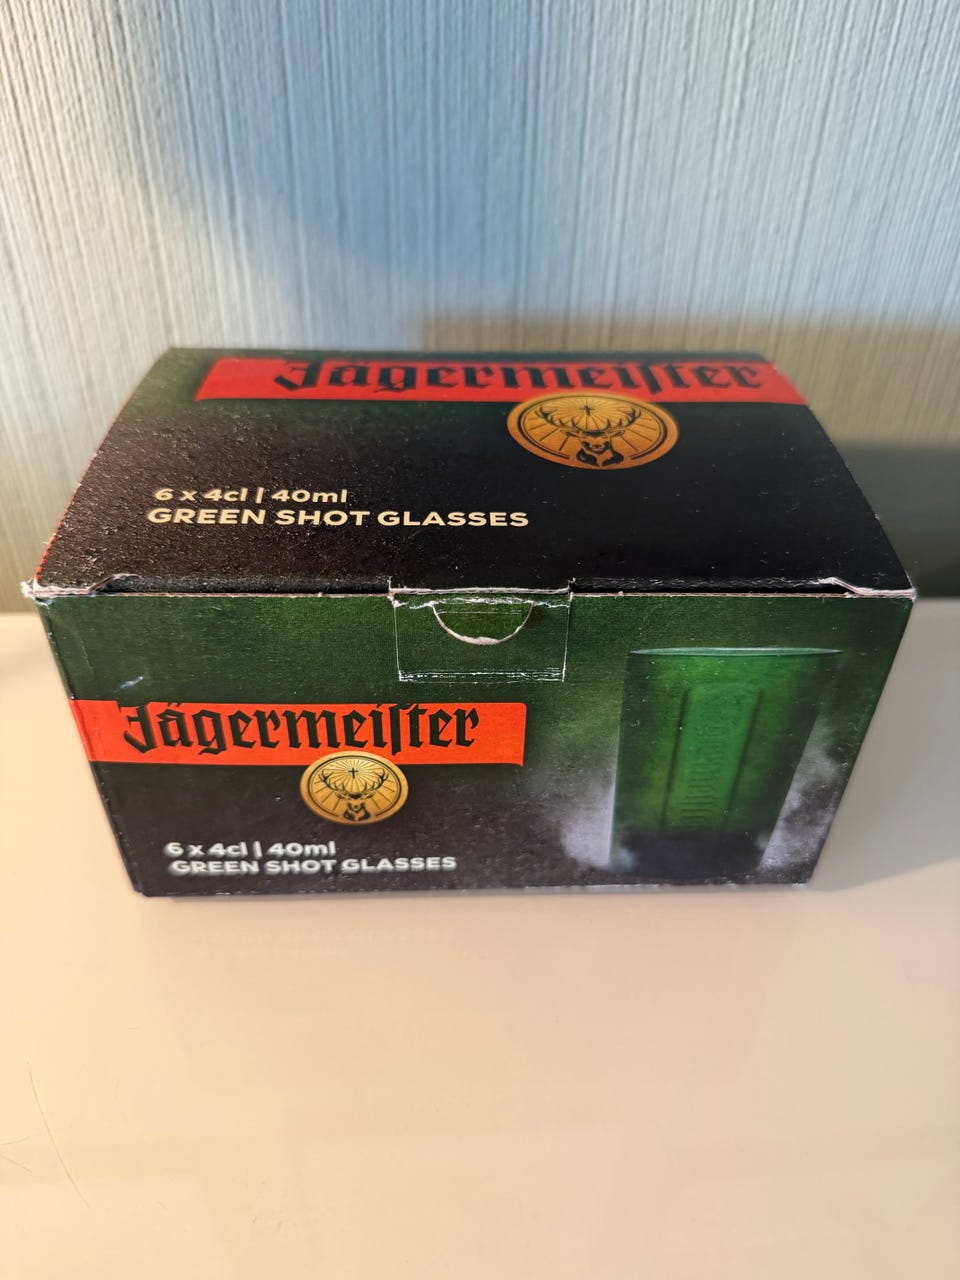 Jägermeiſter
6 x 4cl | 40ml
GREEN SHOT GLASSES
Jägermeiſter
6 x 4cl | 40ml
GREEN SHOT GLASSES